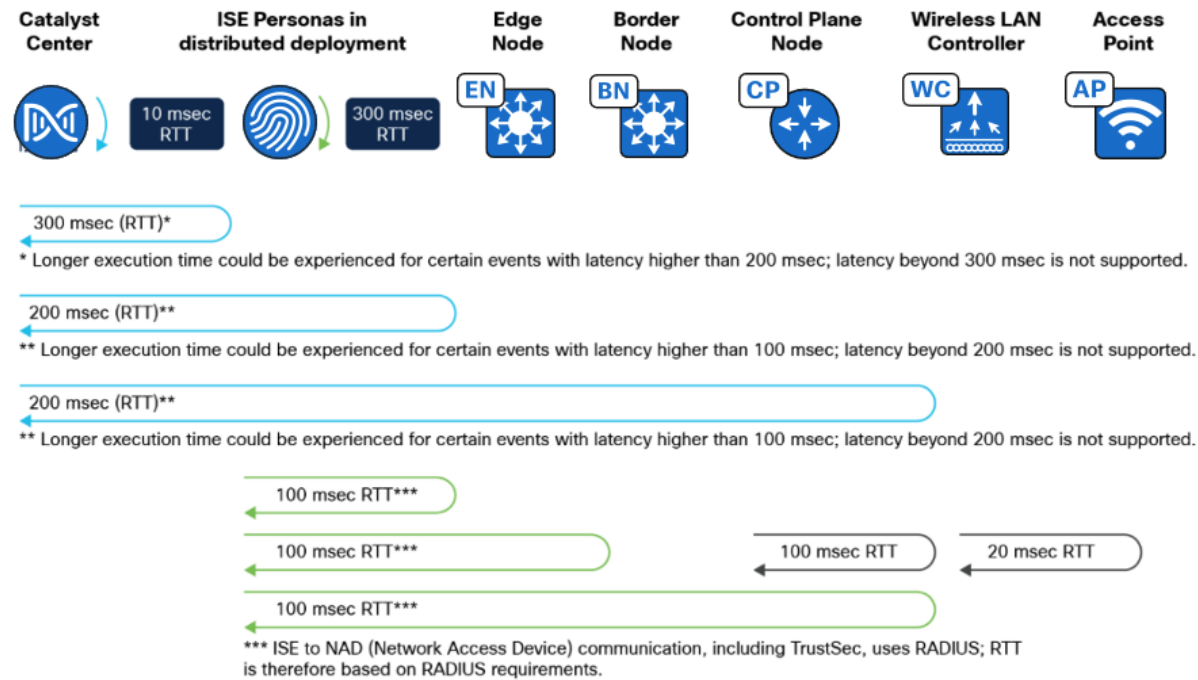 Catalyst
Center
ISE Personas in
distributed deployment
Edge
Node
Border
Node
Control Plane
Node
Wireless LAN
Controller
Access
Point
10 msec
RTT
300 msec
RTT
EN
BN
CP
WC
AP
300 msec (RTT)*
* Longer execution time could be experienced for certain events with latency higher than 200 msec; latency beyond 300 msec is not supported.
200 msec (RTT)**
** Longer execution time could be experienced for certain events with latency higher than 100 msec; latency beyond 200 msec is not supported.
200 msec (RTT)**
** Longer execution time could be experienced for certain events with latency higher than 100 msec; latency beyond 200 msec is not supported.
100 msec RTT***
100 msec RTT***
100 msec RTT
20 msec RTT
100 msec RTT***
*** ISE to NAD (Network Access Device) communication, including TrustSec, uses RADIUS; RTT
is therefore based on RADIUS requirements.